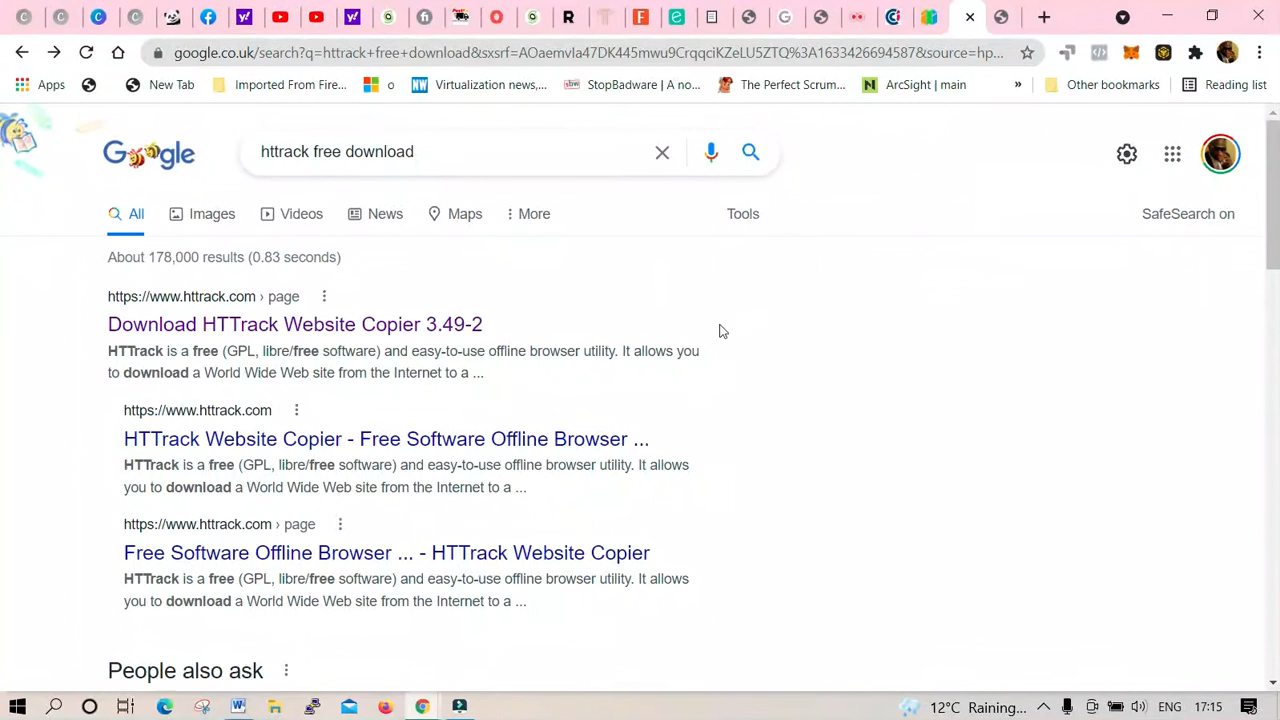 google.co.uk/search?q=httrack+free+download&sxsrf=AOaemvIa47DK445mwu9CrqqciKZeLU5ZTQ%3A1633426694587&source=hp...
Apps
New Tab
Imported From Fire...
o
NW Virtualization news,...
sbw StopBadware | A no...
The Perfect Scrum...
N ArcSight | main
»
Other bookmarks
Reading list
Google
httrack free download
All
Images
Videos
News
Maps
More
Tools
SafeSearch on
About 178,000 results (0.83 seconds)
https://www.httrack.com › page
Download HTTrack Website Copier 3.49-2
HTTrack is a free (GPL, libre/free software) and easy-to-use offline browser utility. It allows you
to download a World Wide Web site from the Internet to a ...
https://www.httrack.com
HTTrack Website Copier - Free Software Offline Browser ...
HTTrack is a free (GPL, libre/free software) and easy-to-use offline browser utility. It allows
you to download a World Wide Web site from the Internet to a ...
https://www.httrack.com › page
Free Software Offline Browser ... - HTTrack Website Copier
HTTrack is a free (GPL, libre/free software) and easy-to-use offline browser utility. It allows
you to download a World Wide Web site from the Internet to a ...
People also ask
12°C Raining...
ENG
17:15